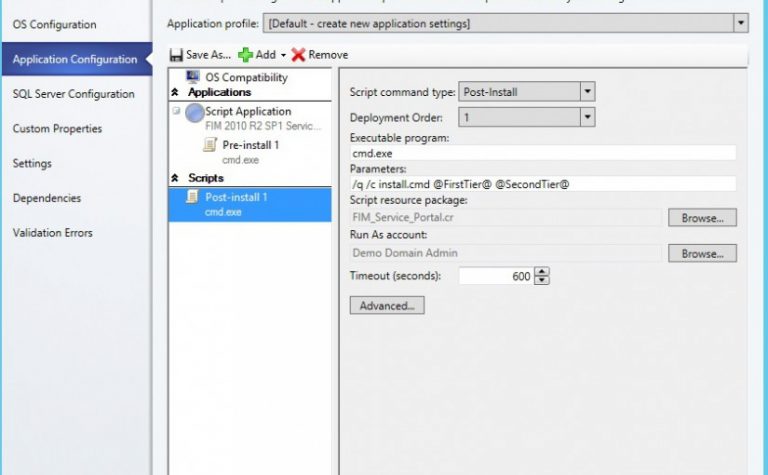 OS Configuration
Application profile: [Default - create new application settings]
Application Configuration
Save As... Add Remove
SQL Server Configuration
Custom Properties
Settings
Dependencies
Validation Errors
OS Compatibility
Applications
Script Application
FIM 2010 R2 SP1 Servic...
Pre-install 1
cmd.exe
Scripts
Post-install 1
cmd.exe
Script command type: Post-Install
Deployment Order: 1
Executable program:
cmd.exe
Parameters:
/q /c install.cmd @FirstTier@ @SecondTier@
Script resource package:
FIM_Service_Portal.cr Browse...
Run As account:
Demo Domain Admin Browse...
Timeout (seconds): 600
Advanced...